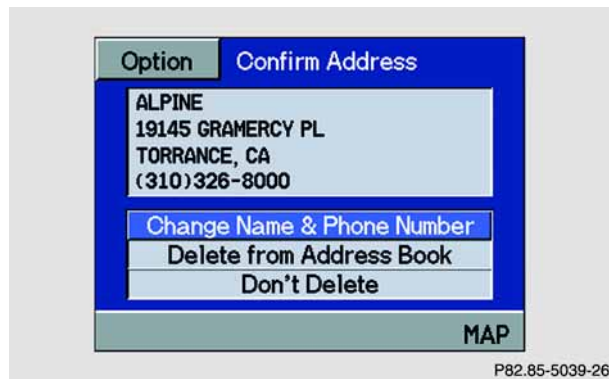 Option Confirm Address
ALPINE
19145 GRAMERCY PL
TORRANCE, CA
(310)326-8000
Change Name & Phone Number
Delete from Address Book
Don't Delete
MAP
P82.85-5039-26